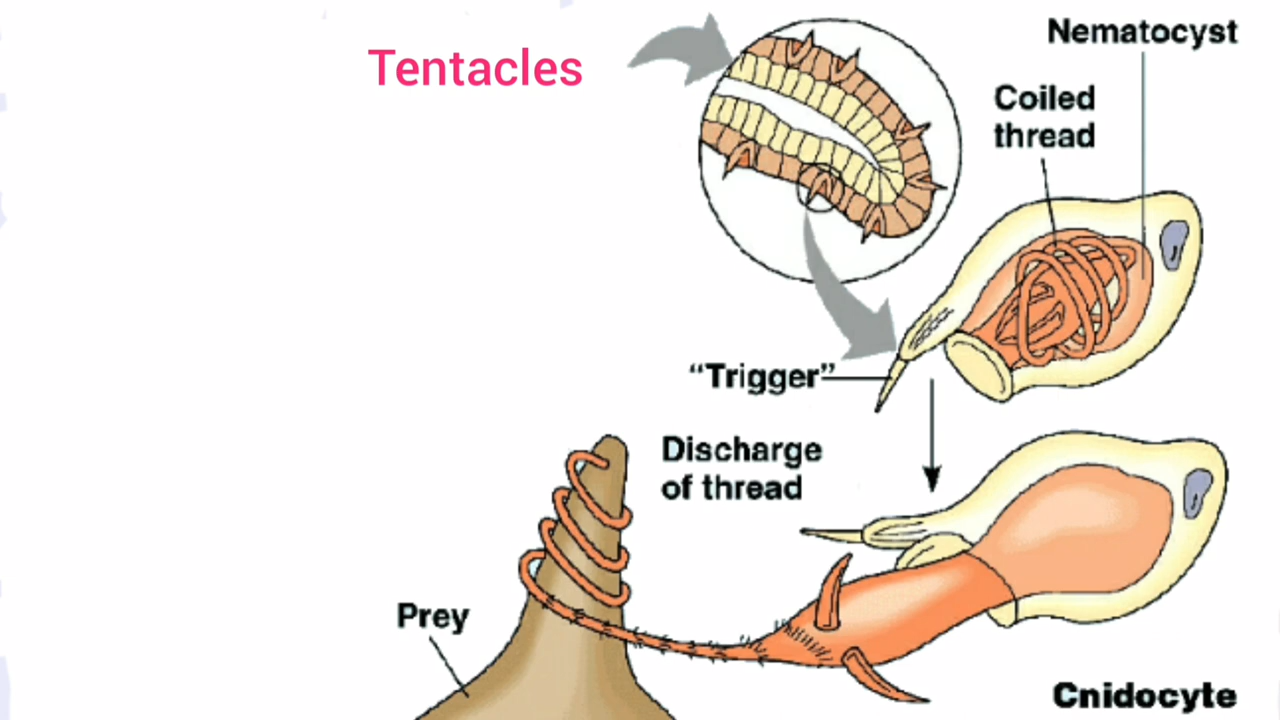 Tentacles
Nematocyst
Coiled
thread
“Trigger”
Discharge
of thread
Prey
Cnidocyte